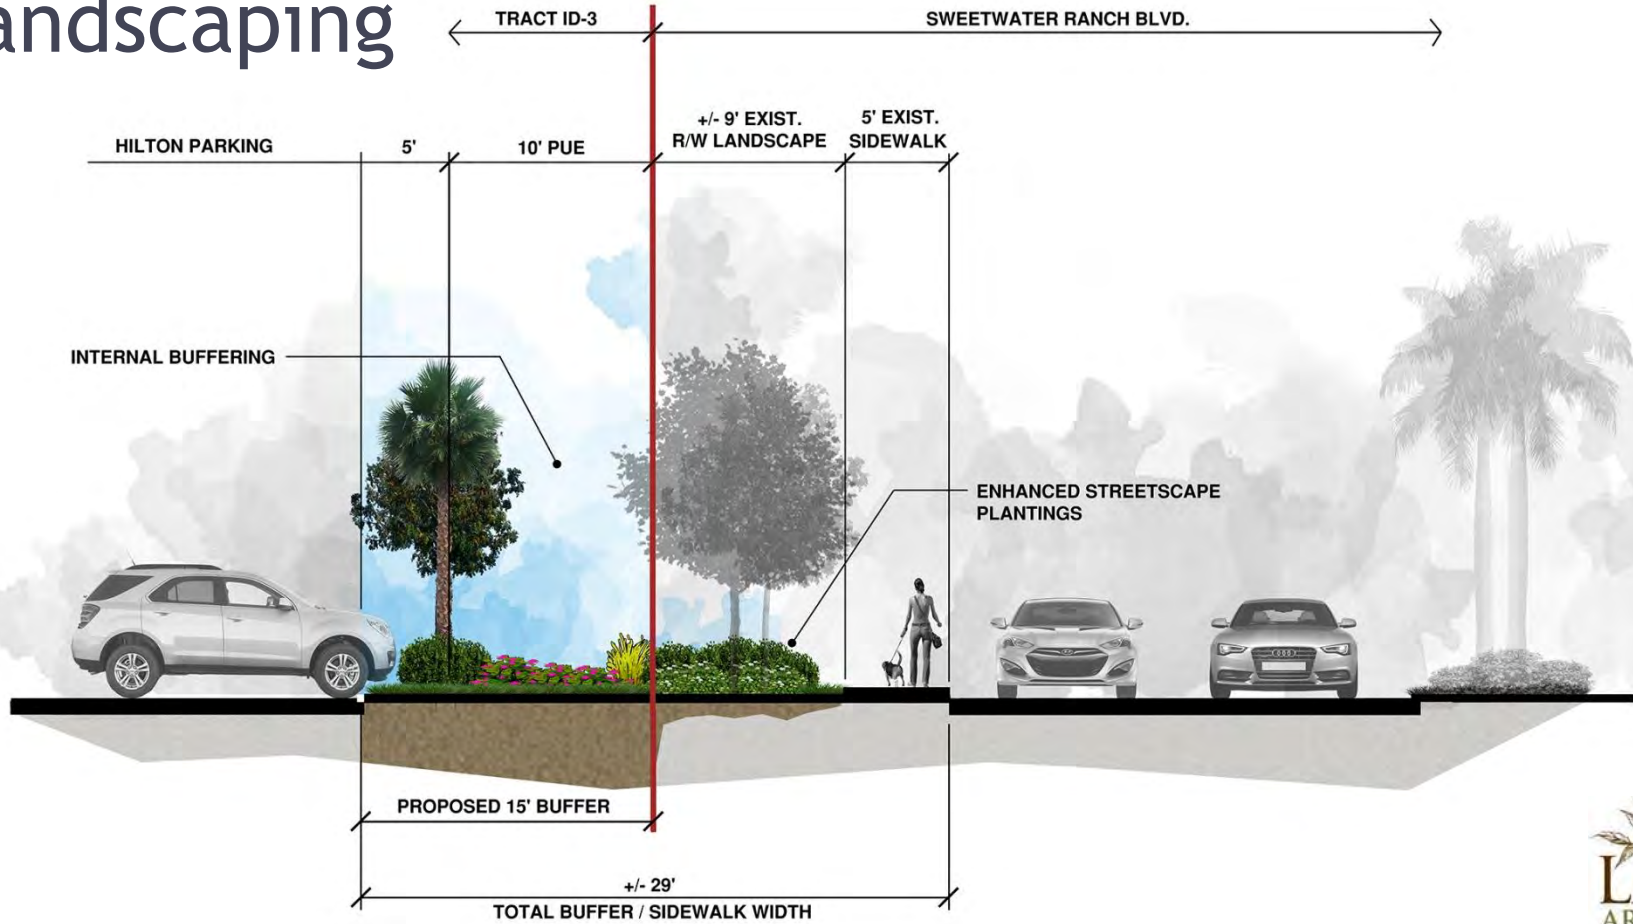 andscaping
TRACT ID-3
SWEETWATER RANCH BLVD.
HILTON PARKING
5'
10' PUE
+/- 9' EXIST.
R/W LANDSCAPE
5' EXIST.
SIDEWALK
INTERNAL BUFFERING
ENHANCED STREETSCAPE
PLANTINGS
PROPOSED 15' BUFFER
+/- 29'
TOTAL BUFFER / SIDEWALK WIDTH